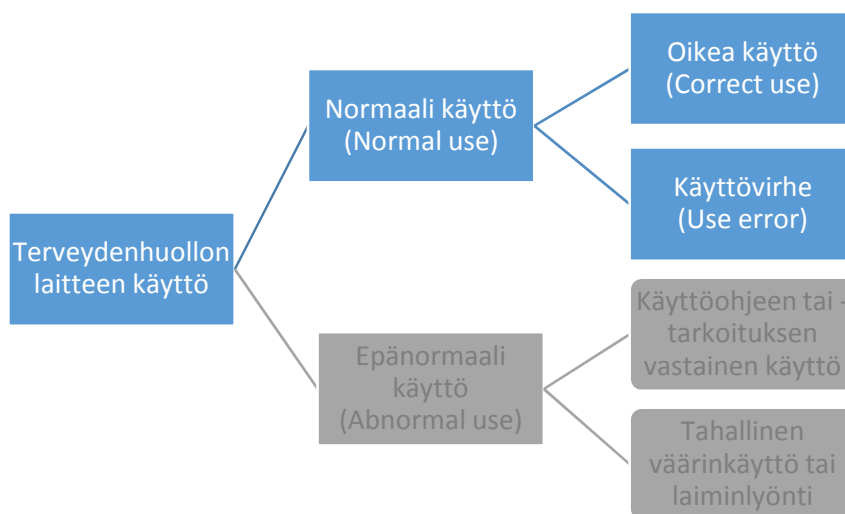 Oikea käyttö
(Correct use)
Normaali käyttö
(Normal use)
Käyttövirhe
(Use error)
Terveydenhuollon
laitteen käyttö
Käyttöohjeen tai -
tarkoituksen
vastainen käyttö
Epänormaali
käyttö
(Abnormal use)
Tahallinen
väärinkäyttö tai
laiminlyönti